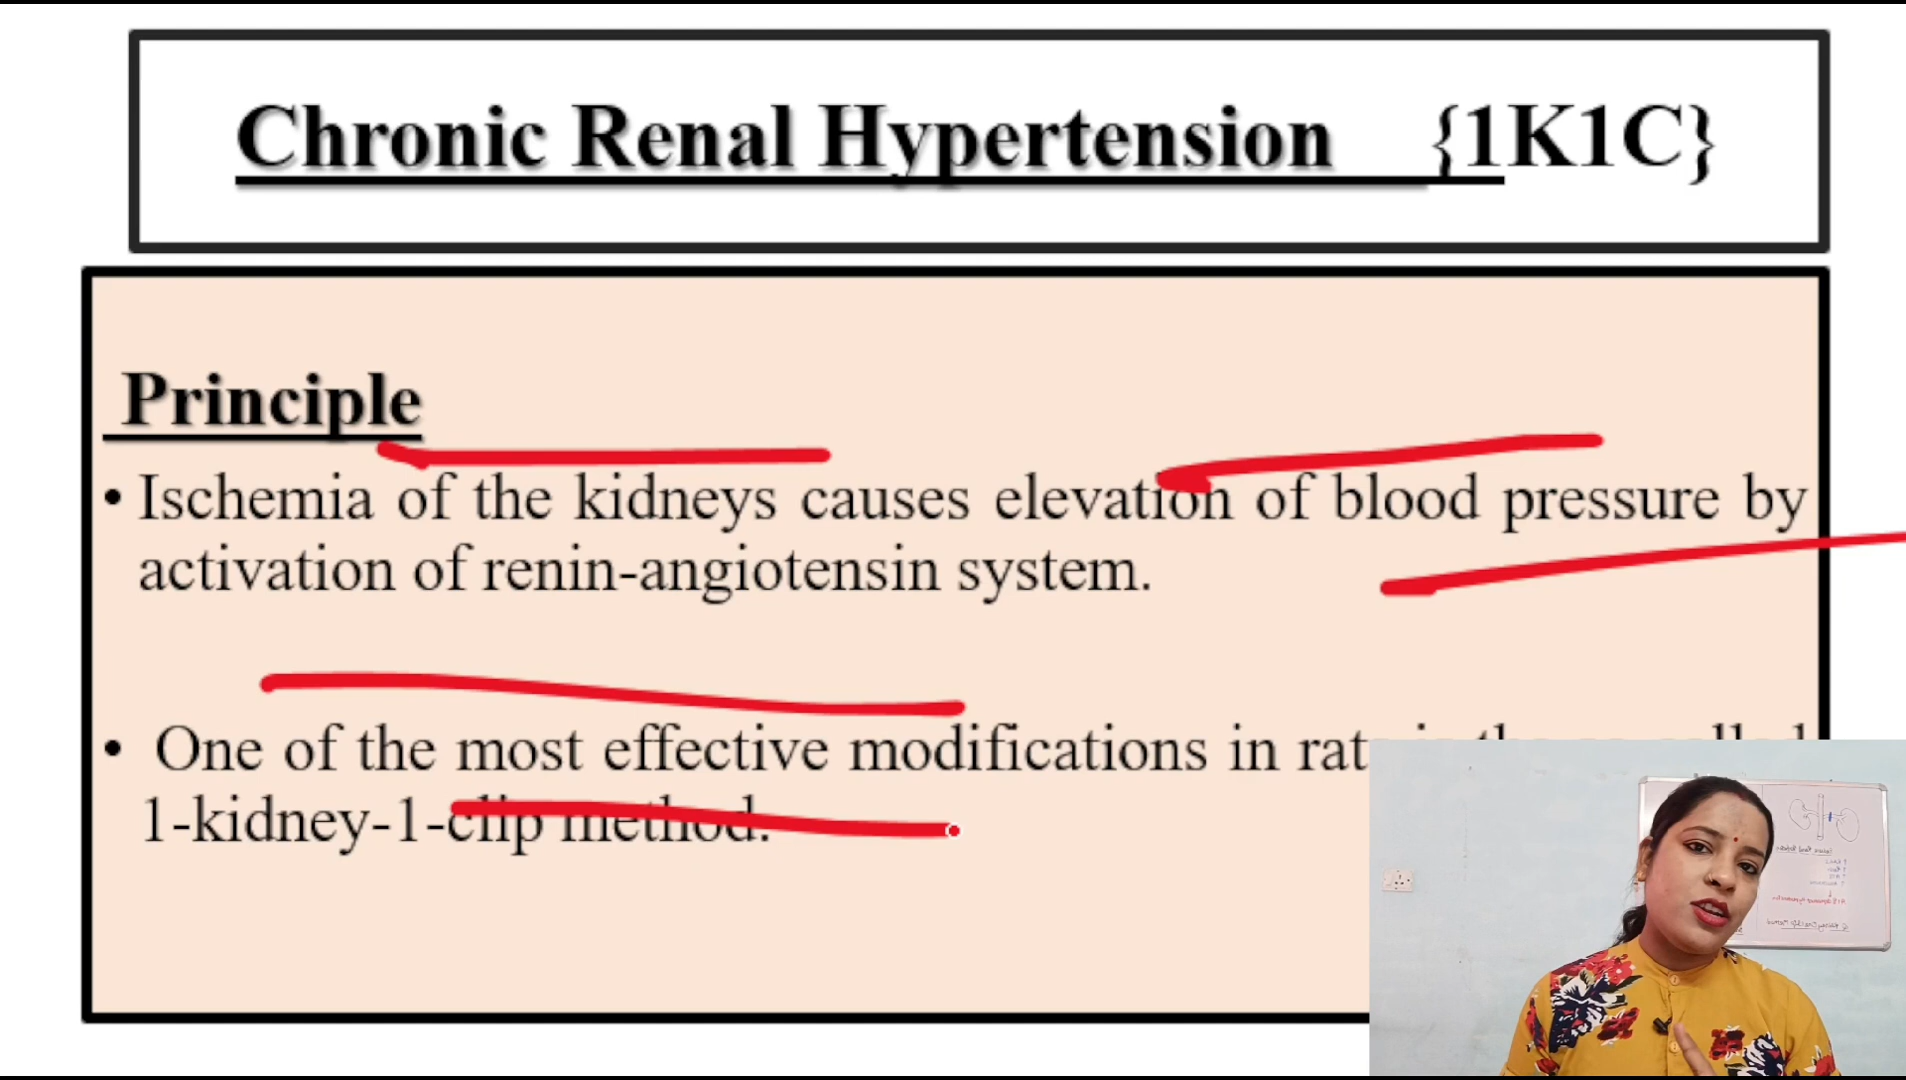 Chronic Renal Hypertension {1K1C}
Principle
• Ischemia of the kidneys causes elevation of blood pressure by
activation of renin-angiotensin system.
• One of the most effective modifications in rat
1-kidney-1-clip method.